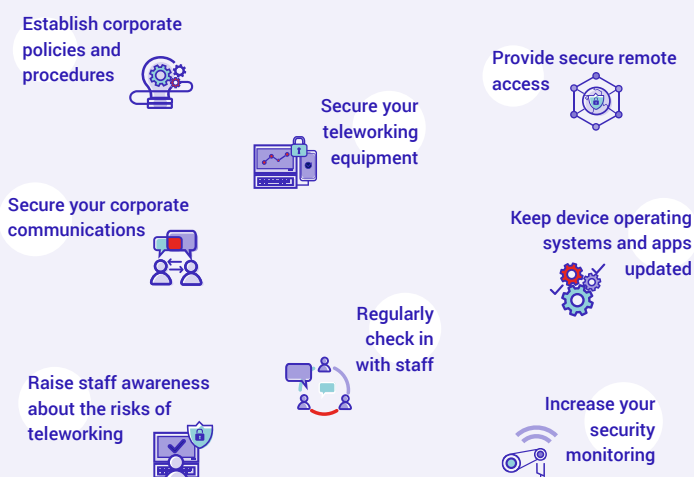 Establish corporate
policies and
procedures
Provide secure remote
access
Secure your
teleworking
equipment
Secure your corporate
communications
Keep device operating
systems and apps
updated
Regularly
check in
with staff
Raise staff awareness
about the risks of
teleworking
Increase your
security
monitoring